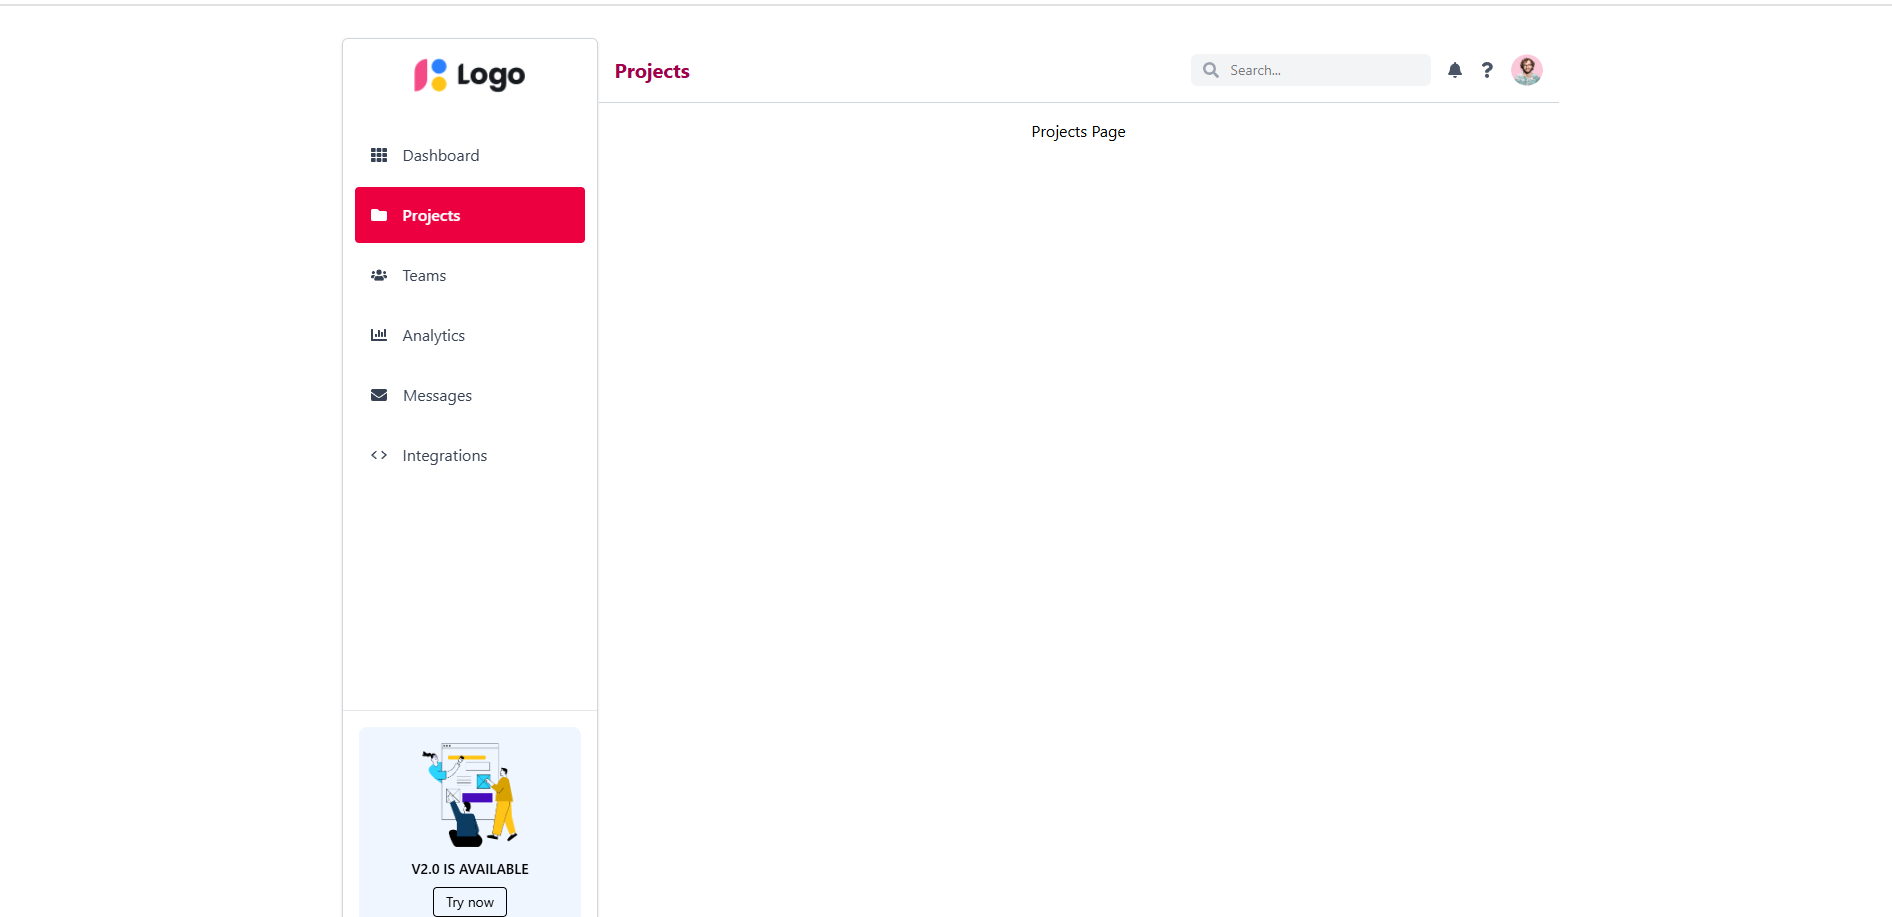 Logo
Dashboard
Projects
Teams
Analytics
Messages
Integrations
V2.0 IS AVAILABLE
Try now
Projects
Search...
Projects Page